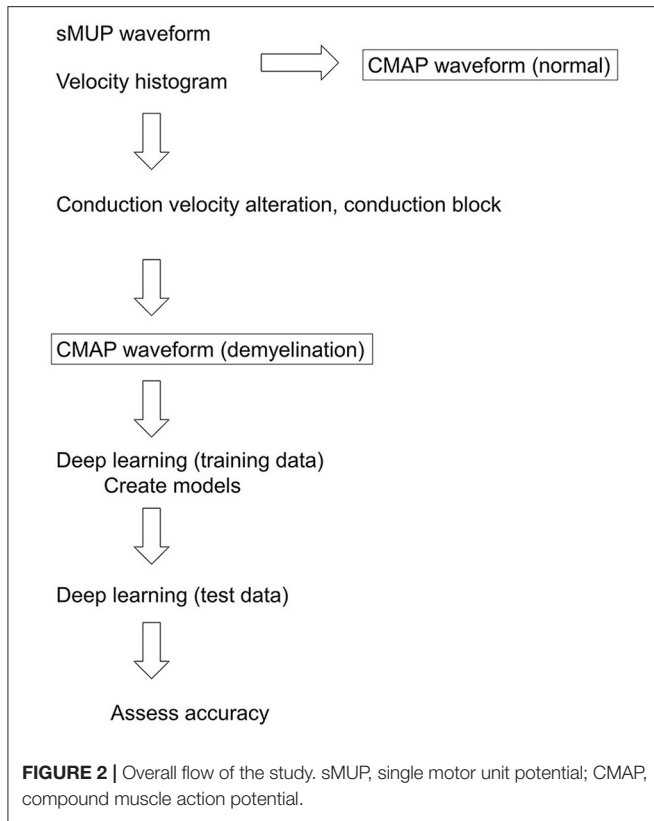 sMUP waveform
CMAP waveform (normal)
Velocity histogram
Conduction velocity alteration, conduction block
CMAP waveform (demyelination)
Deep learning (training data)
Create models
Deep learning (test data)
Assess accuracy
FIGURE 2 | Overall flow of the study. sMUP, single motor unit potential; CMAP,
compound muscle action potential.